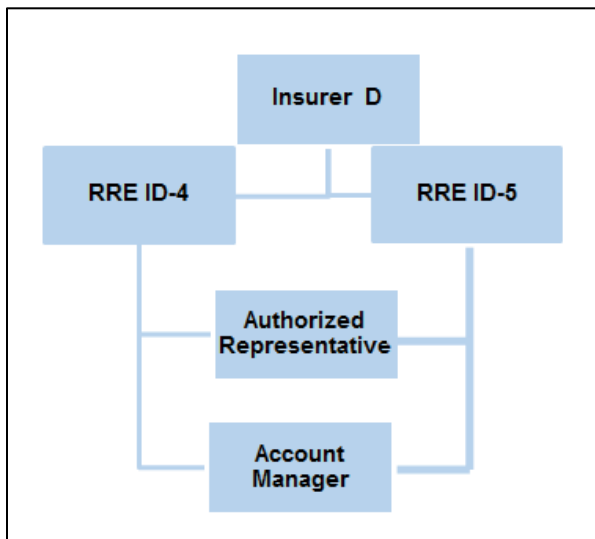 Insurer D
RRE ID-4
RRE ID-5
Authorized
Representative
Account
Manager